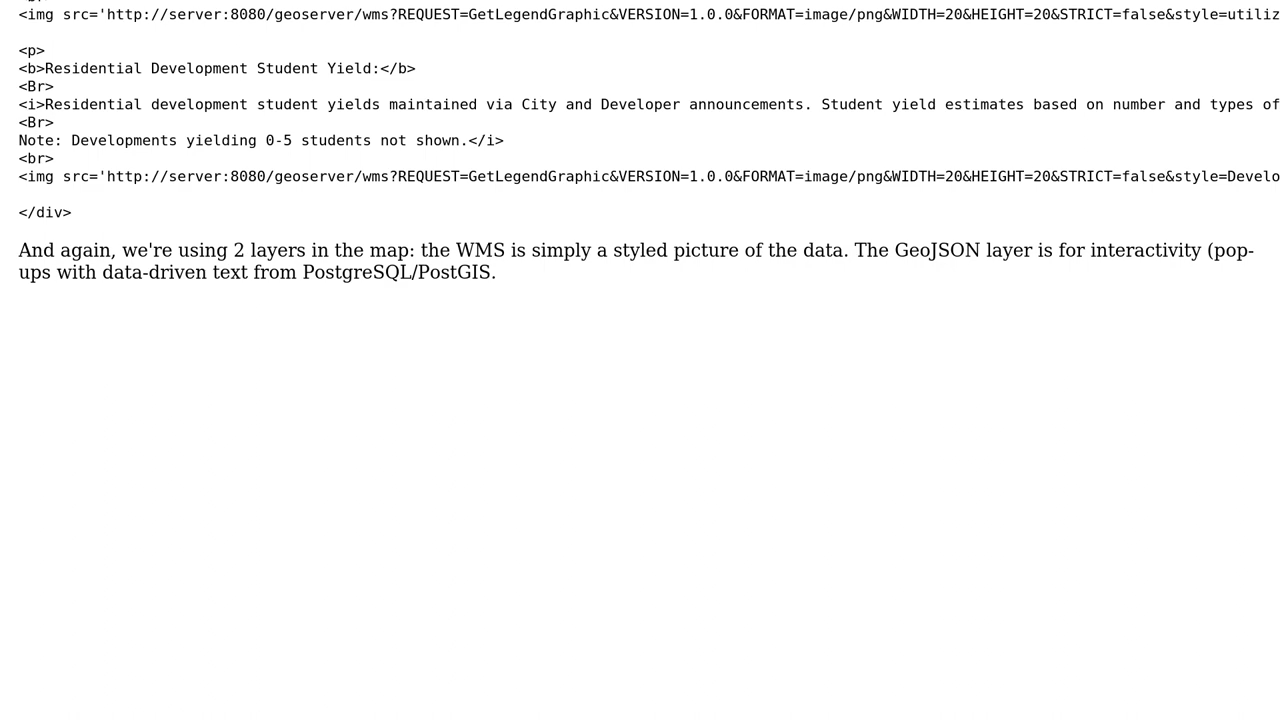 <img src='http://server:8080/geoserver/wms?REQUEST=GetLegendGraphic&VERSION=1.0.0&FORMAT=image/png&WIDTH=20&HEIGHT=20&STRICT=false&style=utiliz
<p>
<b>Residential Development Student Yield:</b>
<Br>
<i>Residential development student yields maintained via City and Developer announcements. Student yield estimates based on number and types of
<Br>
Note: Developments yielding 0-5 students not shown.</i>
<br>
<img src='http://server:8080/geoserver/wms?REQUEST=GetLegendGraphic&VERSION=1.0.0&FORMAT=image/png&WIDTH=20&HEIGHT=20&STRICT=false&style=Develo
</div>
And again, we're using 2 layers in the map: the WMS is simply a styled picture of the data. The GeoJSON layer is for interactivity (pop-
ups with data-driven text from PostgreSQL/PostGIS.